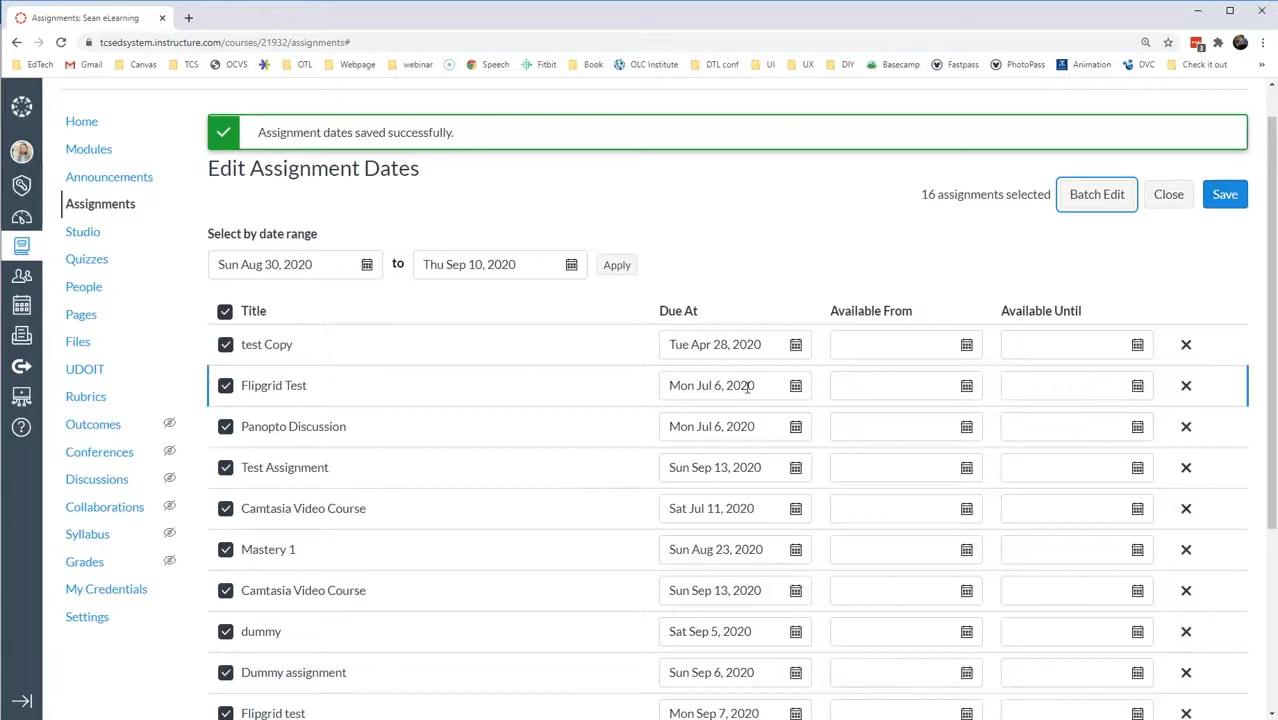 Assignments: Sean eLearning
tcsedsystem.instructure.com/courses/21932/assignments#
EdTech Gmail Canvas TCS OCVS OTL Webpage webinar Speech Fitbit Book OLC Institute DTL conf UI UX DIY Basecamp Fastpass PhotoPass Animation DVC Check it out »
Home
Modules
Announcements
Assignments
Studio
Quizzes
People
Pages
Files
UDOIT
Rubrics
Outcomes
Conferences
Discussions
Collaborations
Syllabus
Grades
My Credentials
Settings
Assignment dates saved successfully.
Edit Assignment Dates
16 assignments selected Batch Edit Close Save
Select by date range
Sun Aug 30, 2020 to Thu Sep 10, 2020 Apply
Title Due At Available From Available Until
test Copy Tue Apr 28, 2020
Flipgrid Test Mon Jul 6, 2020
Panopto Discussion Mon Jul 6, 2020
Test Assignment Sun Sep 13, 2020
Camtasia Video Course Sat Jul 11, 2020
Mastery 1 Sun Aug 23, 2020
Camtasia Video Course Sun Sep 13, 2020
dummy Sat Sep 5, 2020
Dummy assignment Sun Sep 6, 2020
Flipgrid test Mon Sep 7, 2020